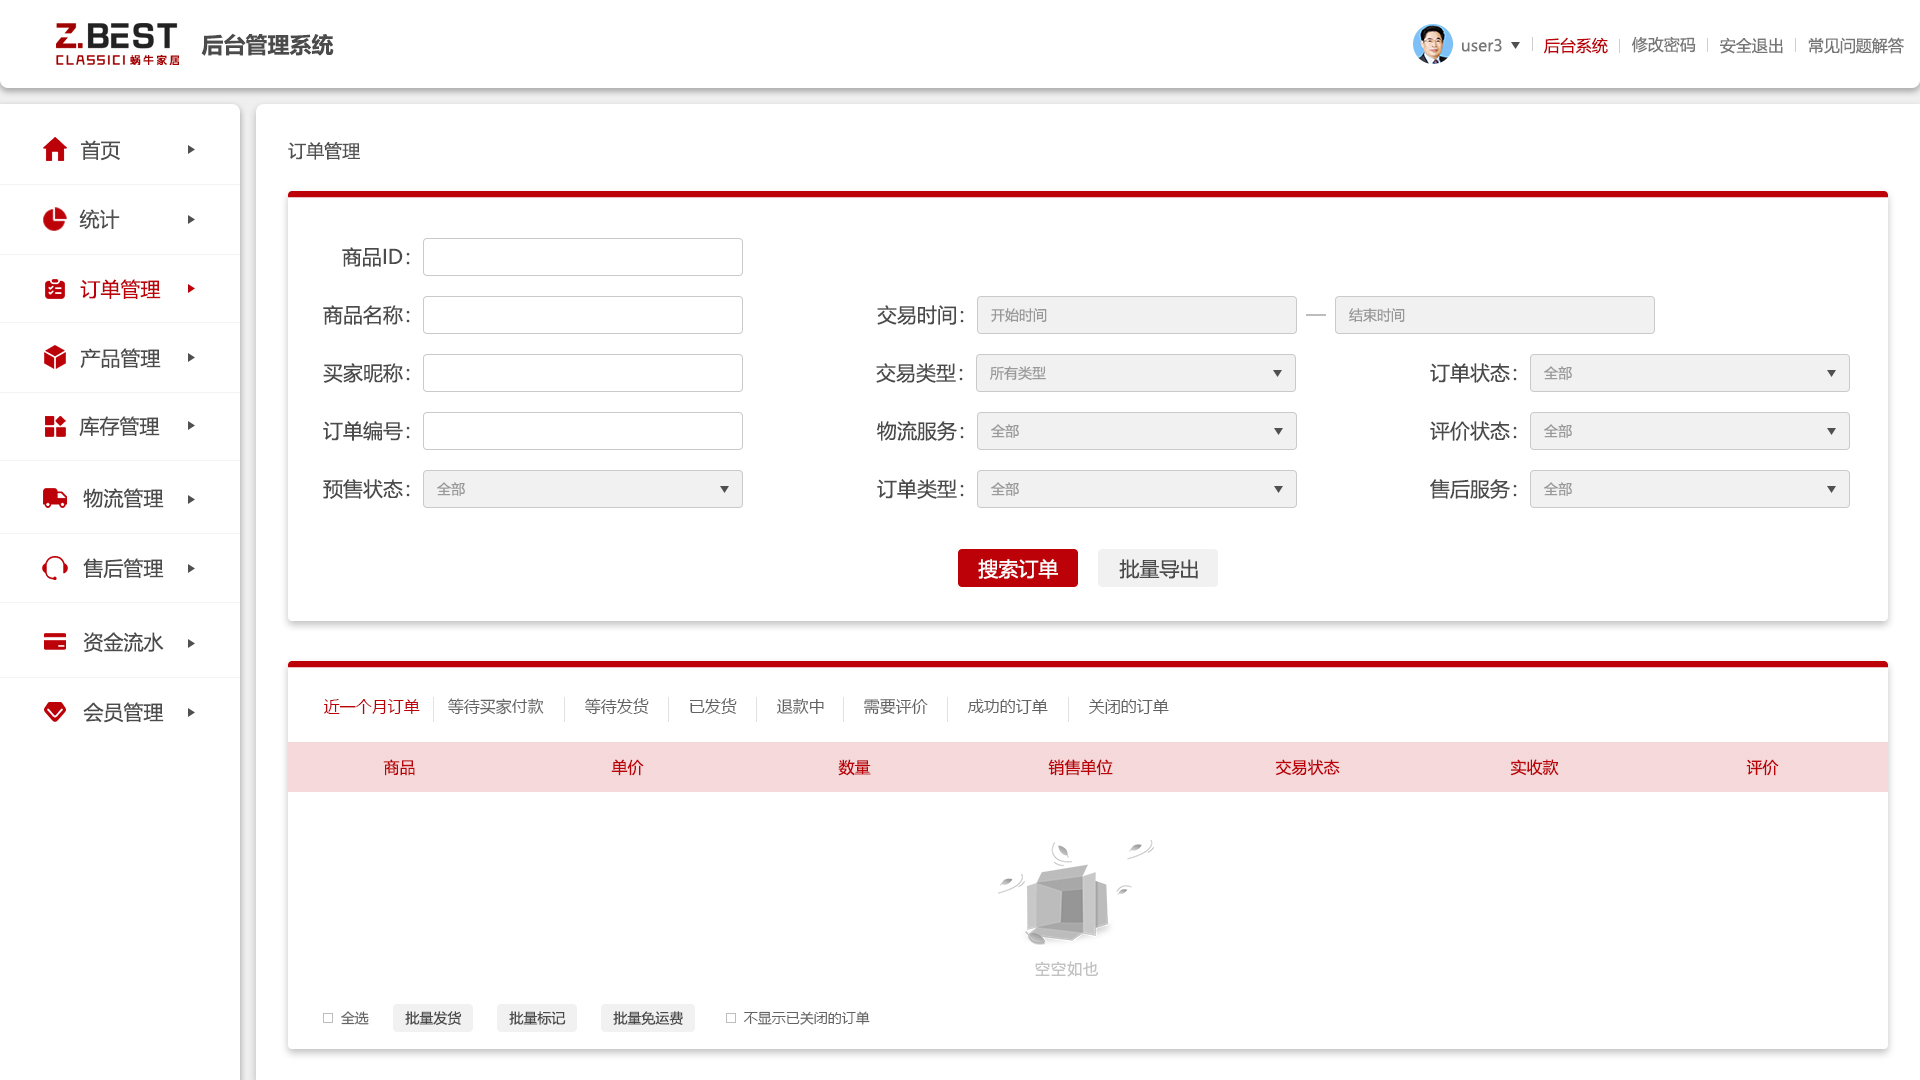 Z.BEST
CLASSICI 蜗牛家居
后台管理系统
user3
后台系统
修改密码
安全退出
常见问题解答
首页
统计
订单管理
产品管理
库存管理
物流管理
售后管理
资金流水
会员管理
订单管理
商品ID：
商品名称：
交易时间： 开始时间 — 结束时间
买家昵称：
交易类型： 所有类型
订单状态： 全部
订单编号：
物流服务： 全部
评价状态： 全部
预售状态： 全部
订单类型： 全部
售后服务： 全部
搜索订单
批量导出
近一个月订单 等待买家付款 等待发货 已发货 退款中 需要评价 成功的订单 关闭的订单
商品 单价 数量 销售单位 交易状态 实收款 评价
空空如也
全选 批量发货 批量标记 批量免运费 不显示已关闭的订单